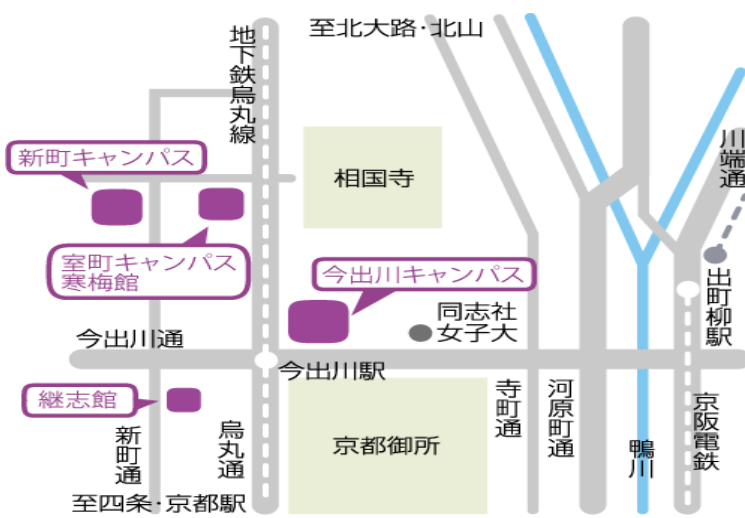 至北大路・北山
地下鉄烏丸線
新町キャンパス
相国寺
川端通
室町キャンパス
寒梅館
今出川キャンパス
出町柳駅
同志社
女子大
今出川通
今出川駅
継志館
新町通
烏丸通
京都御所
寺町通
河原町通
鴨川
京阪電鉄
至四条・京都駅